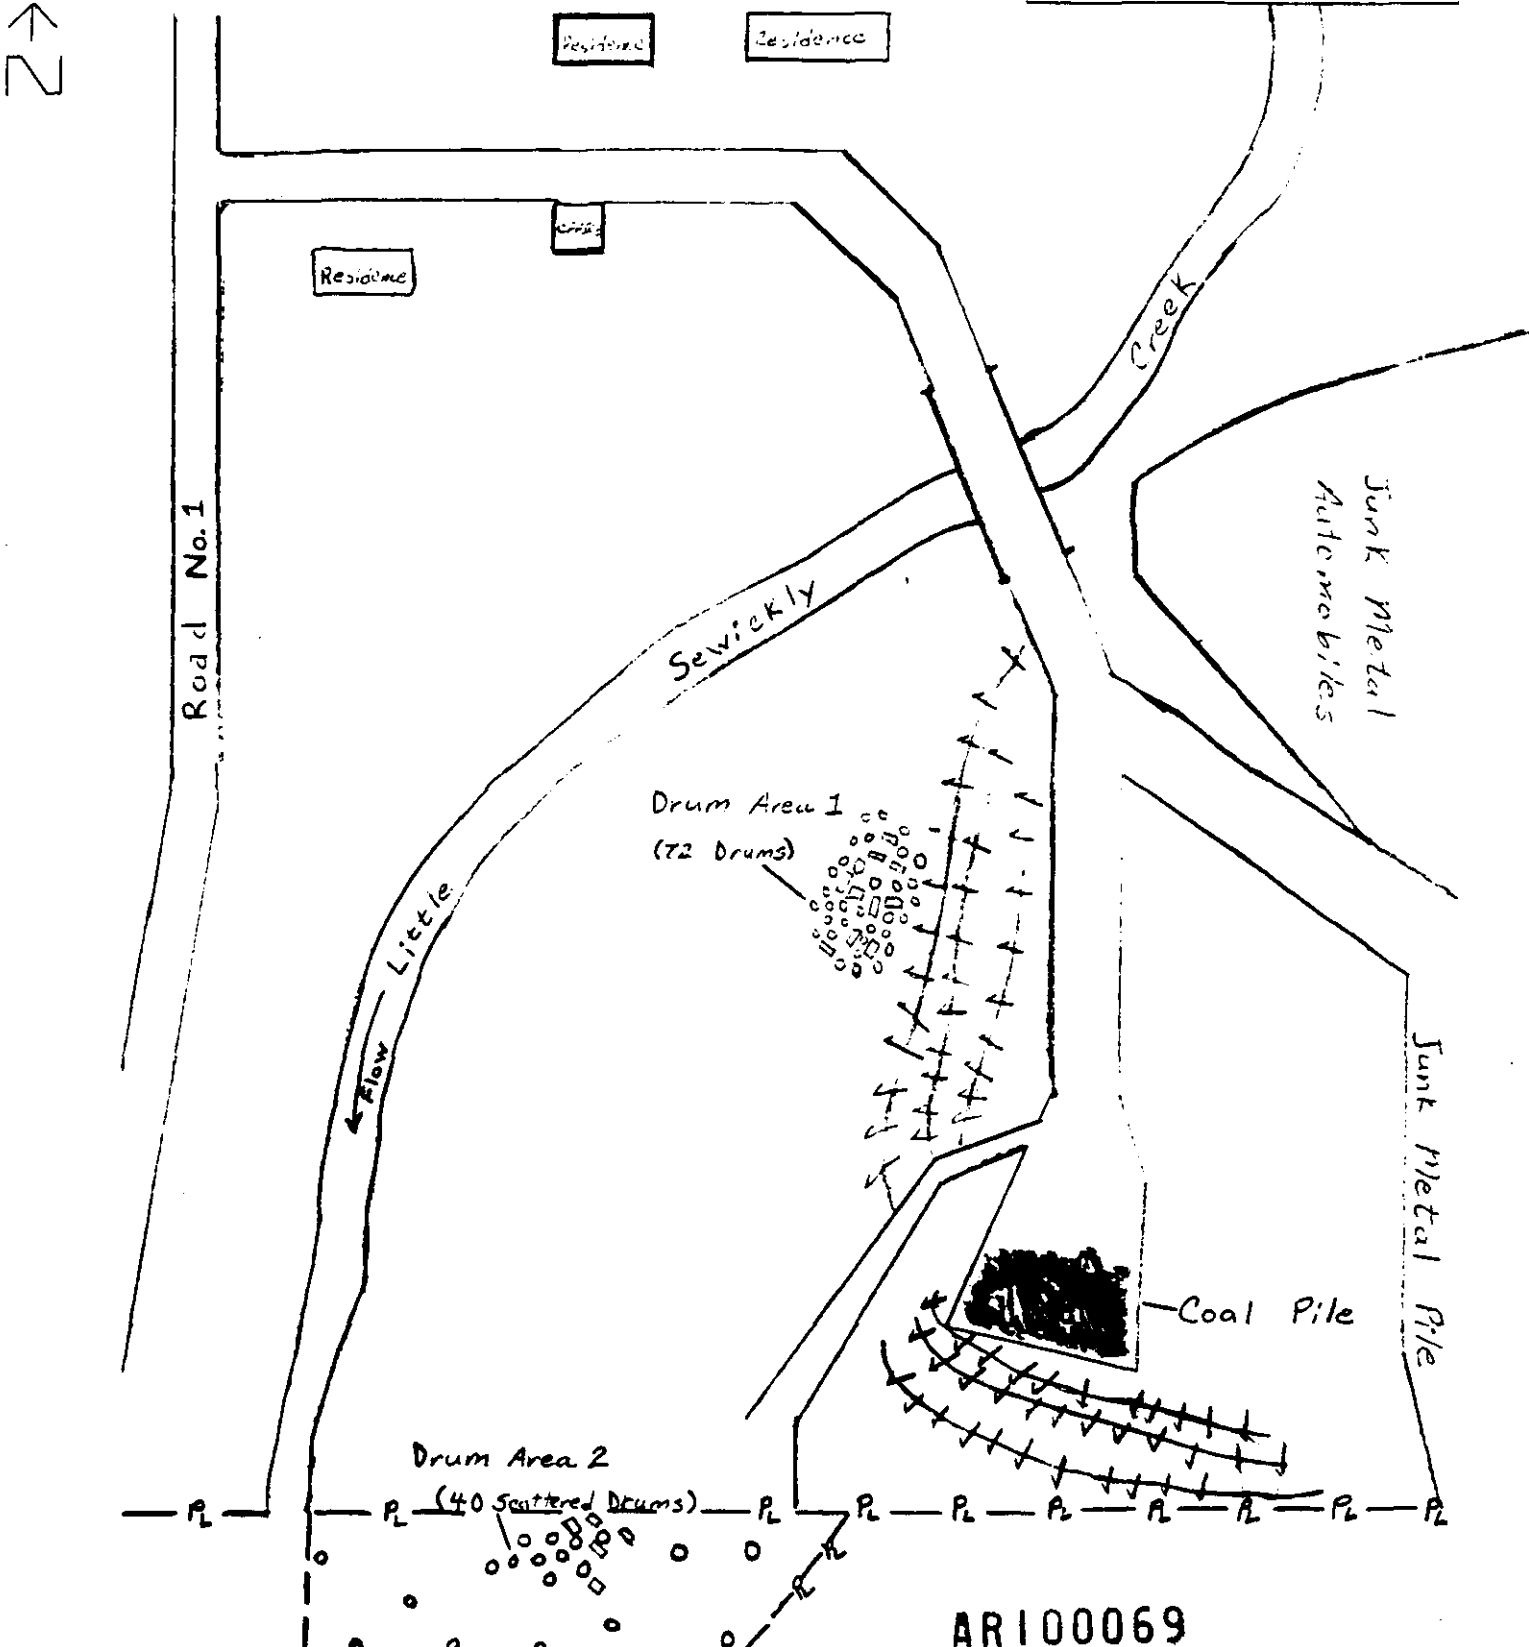 N
Residence
Residence
Office
Residence
Creek
Junk Metal
Automobiles
Road No. 1
Sewickly
Drum Area 1
(72 Drums)
Little
Flow
Junk Metal Pile
Coal Pile
Drum Area 2
(40 Scattered Drums)
PL PL PL PL PL PL PL PL PL PL
PL
PL
AR100069